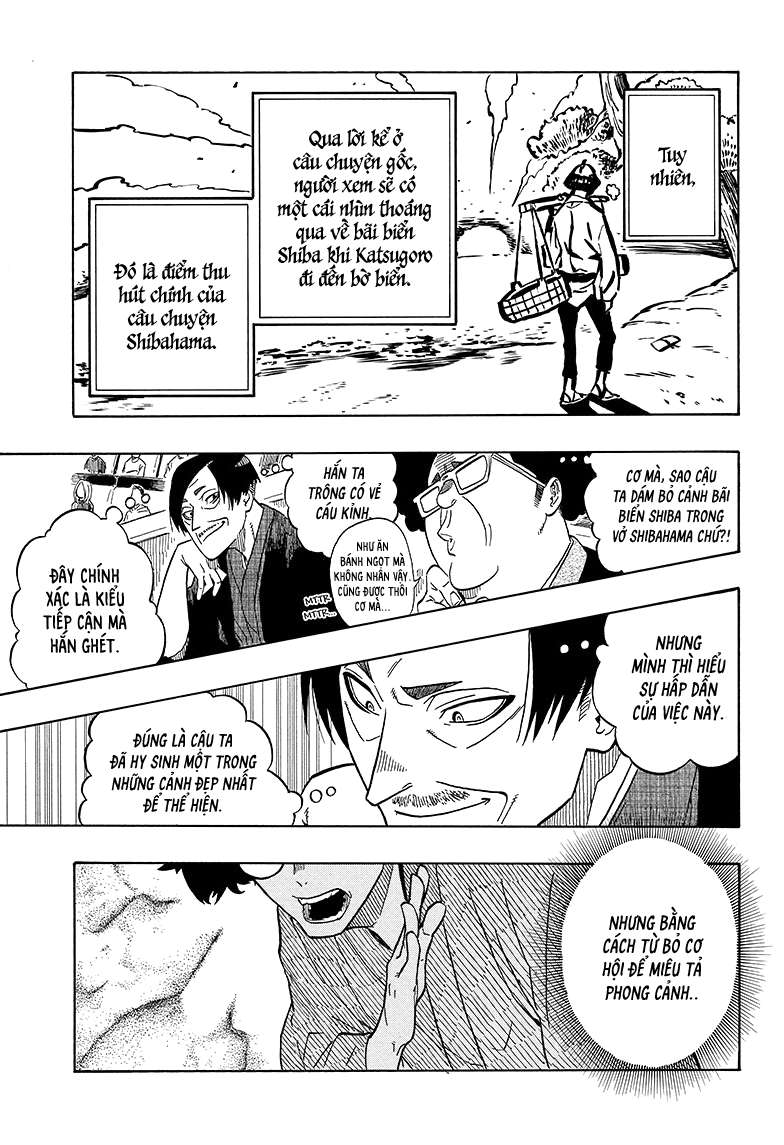 Tuy
nhiên,
Qua lời kể ở
câu chuyện gốc,
người xem sẽ có
một cái nhìn thoáng
qua về bãi biển
Shiba khi Katsugoro
đi đến bờ biển.
Đó là điểm thu
hút chính của
câu chuyện
Shibahama.
CƠ MÀ, SAO CẬU
TA DÁM BỎ CẢNH BÃI
BIỂN SHIBA TRONG
VỞ SHIBAHAMA CHỨ?!
HẮN TA
TRÔNG CÓ VẺ
CÁU KỈNH.
NHƯ ĂN
BÁNH NGỌT MÀ
KHÔNG NHÂN VẬY.
CŨNG ĐƯỢC THÔI
CƠ MÀ...
MTTR
MTTR...
ĐÂY CHÍNH
XÁC LÀ KIỂU
TIẾP CẬN MÀ
HẮN GHÉT.
NHƯNG
MÌNH THÌ HIỂU
SỰ HẤP DẪN
CỦA VIỆC NÀY.
ĐÚNG LÀ CẬU TA
ĐÃ HY SINH MỘT TRONG
NHỮNG CẢNH ĐẸP NHẤT
ĐỂ THỂ HIỆN.
NHƯNG BẰNG
CÁCH TỪ BỎ CƠ
HỘI ĐỂ MIÊU TẢ
PHONG CẢNH..